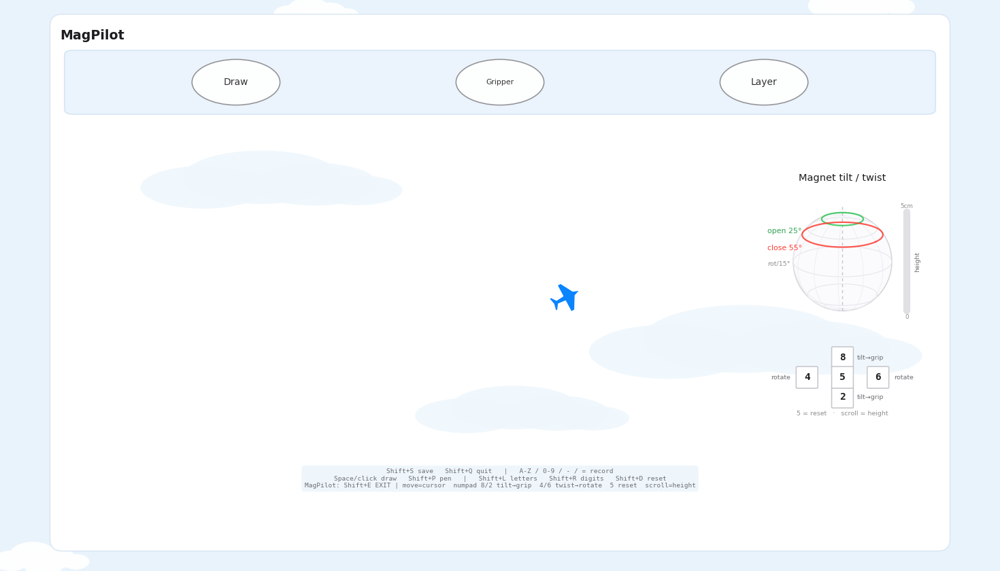 MagPilot
Draw
Gripper
Layer
Magnet tilt / twist
5cm
open 25°
close 55°
rot/15°
height
0
8 tilt→grip
rotate 4 5 6 rotate
2 tilt→grip
5 = reset · scroll = height
Shift+S save Shift+Q quit | A-Z / 0-9 / - / = record
Space/click draw Shift+P pen | Shift+L letters Shift+R digits Shift+D reset
MagPilot: Shift+E EXIT | move=cursor numpad 8/2 tilt→grip 4/6 twist→rotate 5 reset scroll=height